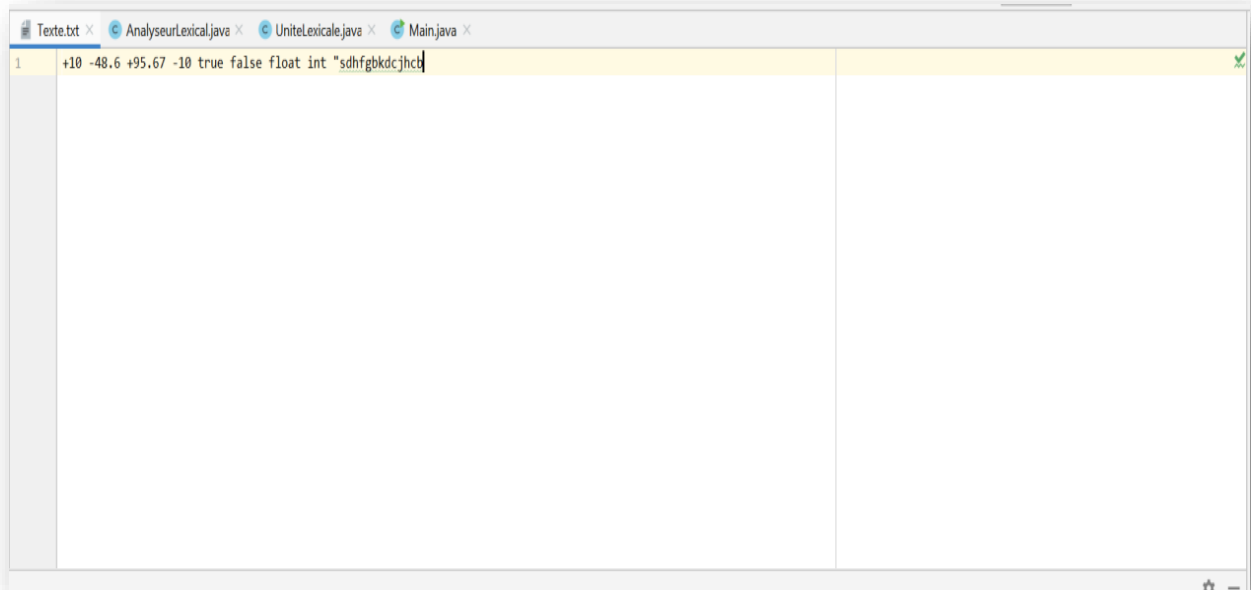 Texte.txt AnalyseurLexical.java UniteLexicale.java Main.java
1 +10 -48.6 +95.67 -10 true false float int "sdhfgbkdcjhcb